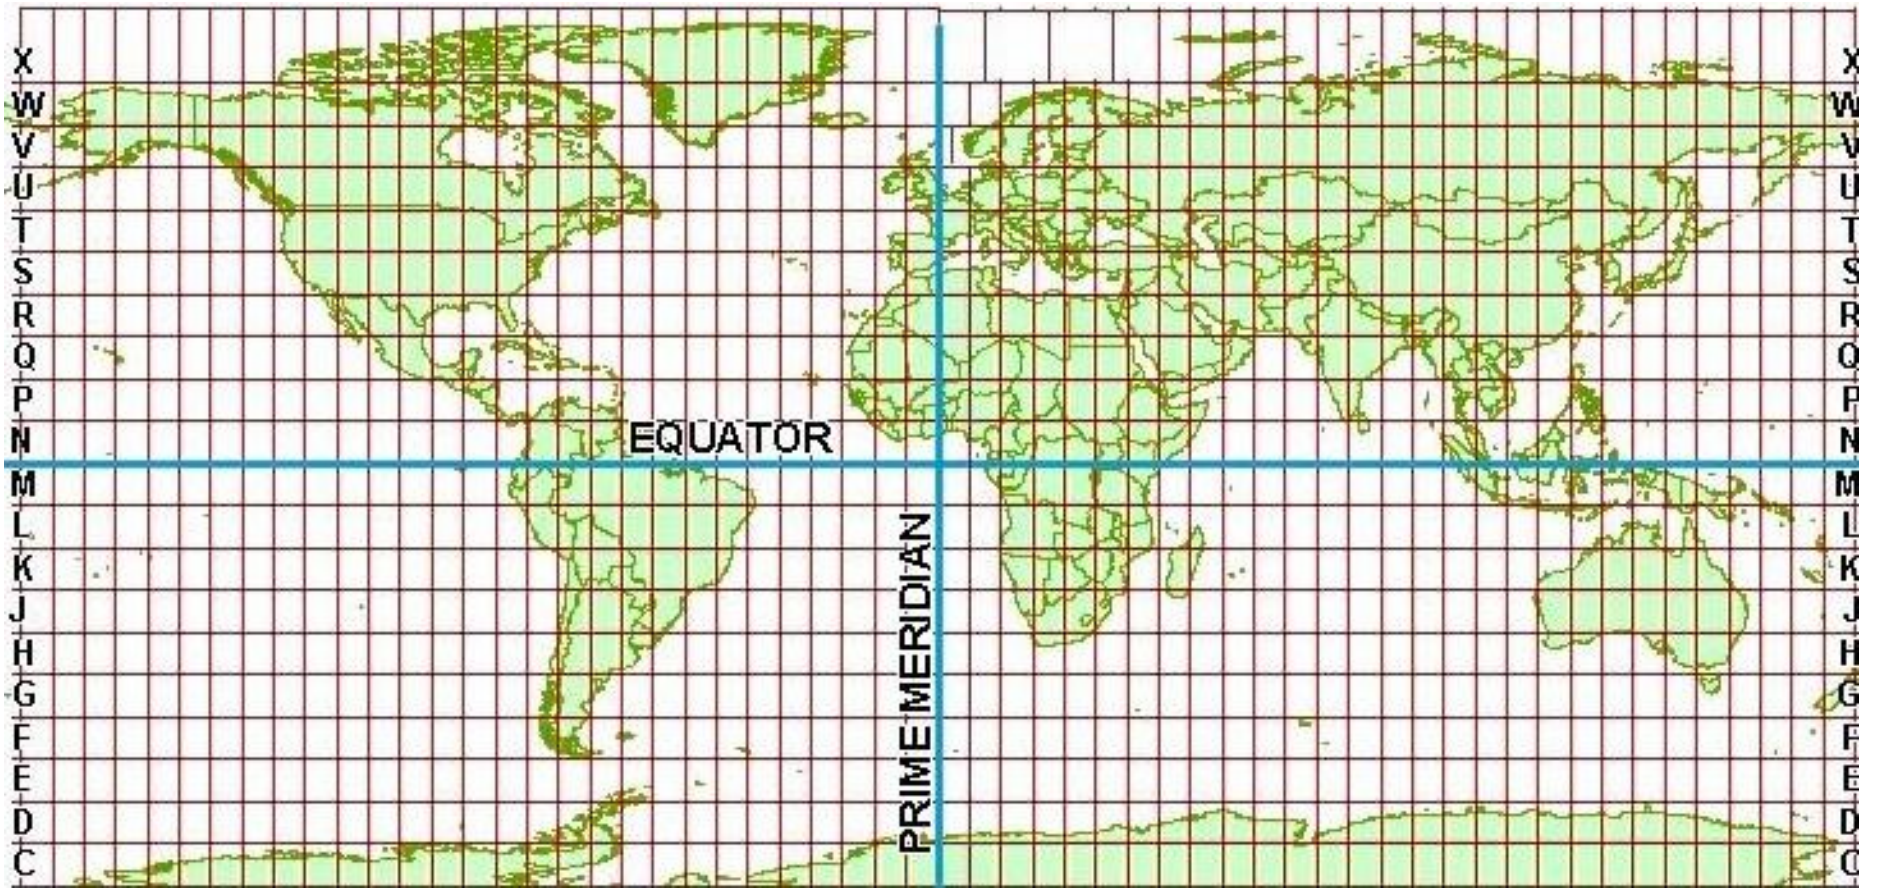 X X
W W
V V
U U
T T
S S
R R
Q Q
P P
N EQUATOR N
M M
L L
K K
J J
H H
G G
F F
E E
D D
C C
PRIME MERIDIAN